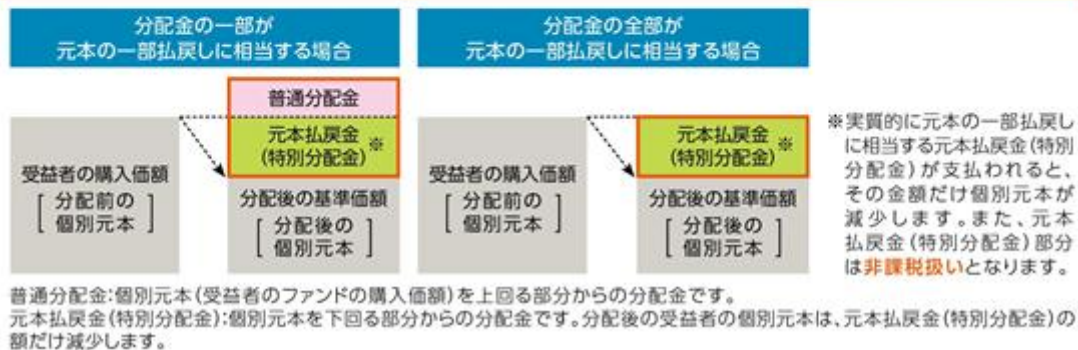 分配金の一部が
元本の一部払戻しに相当する場合
普通分配金
元本払戻金
(特別分配金) ※
受益者の購入価額
[ 分配前の
個別元本 ]
分配後の基準価額
[ 分配後の
個別元本 ]
分配金の全部が
元本の一部払戻しに相当する場合
元本払戻金
(特別分配金) ※
受益者の購入価額
[ 分配前の
個別元本 ]
分配後の基準価額
[ 分配後の
個別元本 ]
※実質的に元本の一部払戻し
に相当する元本払戻金(特別
分配金)が支払われると、
その金額だけ個別元本が
減少します。また、元本
払戻金(特別分配金)部分
は非課税扱いとなります。
普通分配金:個別元本(受益者のファンドの購入価額)を上回る部分からの分配金です。
元本払戻金(特別分配金):個別元本を下回る部分からの分配金です。分配後の受益者の個別元本は、元本払戻金(特別分配金)の
額だけ減少します。